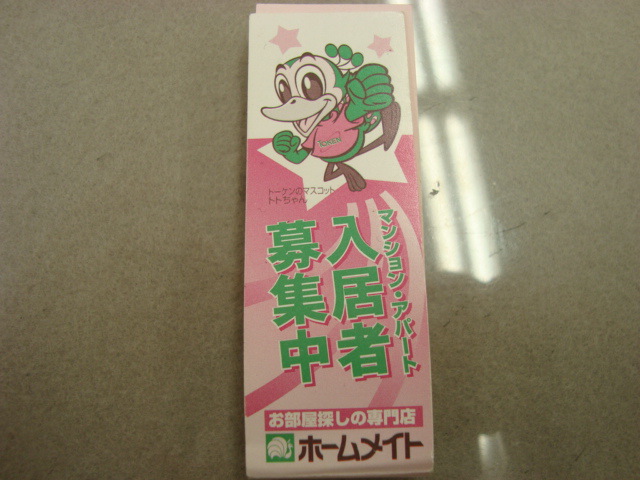 トーケンのマスコット
トトちゃん
マンション・アパート
入居者
募集中
お部屋探しの専門店
ホームメイト